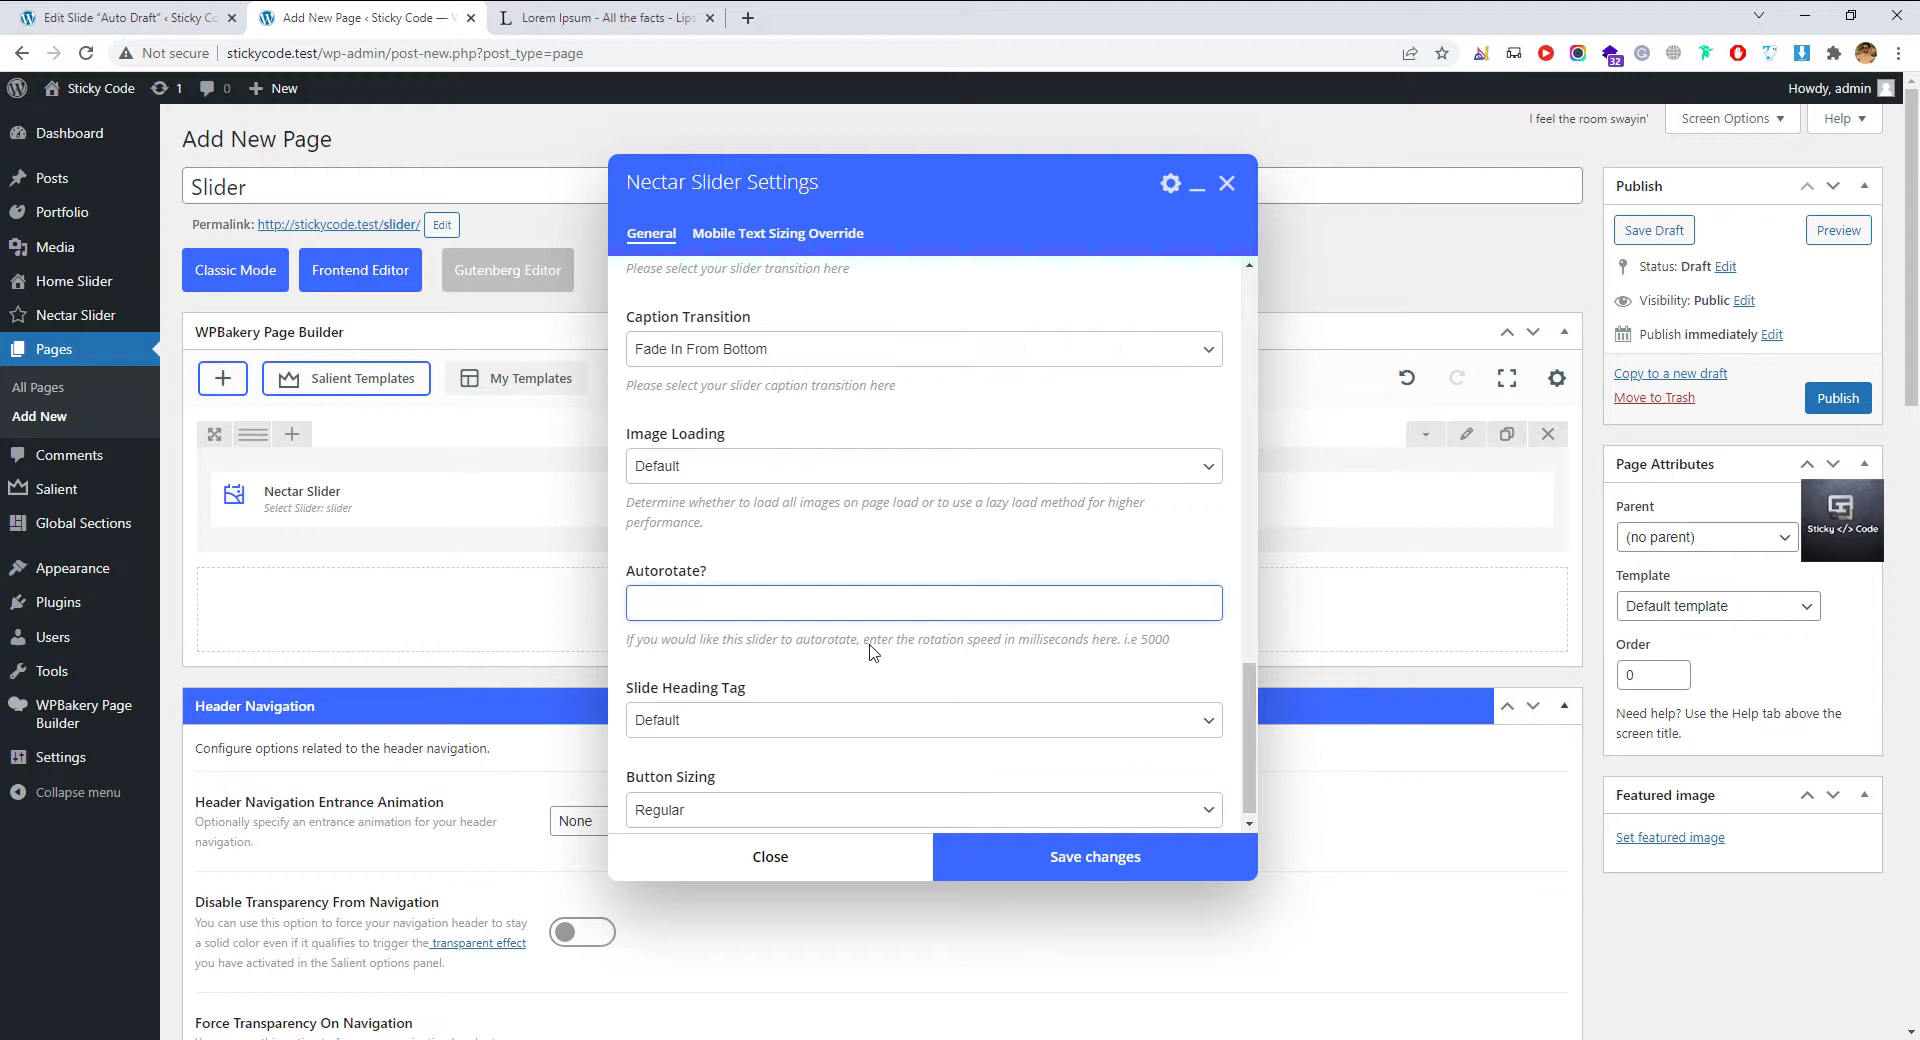 Edit Slide “Auto Draft” ‹ Sticky Co
Add New Page ‹ Sticky Code — W
Lorem Ipsum - All the facts - Lips
Not secure
stickycode.test/wp-admin/post-new.php?post_type=page
32
Sticky Code
1
0
New
Howdy, admin
Dashboard
Posts
Portfolio
Media
Home Slider
Nectar Slider
Pages
All Pages
Add New
Comments
Salient
Global Sections
Appearance
Plugins
Users
Tools
WPBakery Page
Builder
Settings
Collapse menu
Add New Page
I feel the room swayin’
Screen Options
Help
Slider
Permalink: http://stickycode.test/slider/ Edit
Classic Mode
Frontend Editor
Gutenberg Editor
WPBakery Page Builder
Salient Templates
My Templates
Nectar Slider
Select Slider: slider
Header Navigation
Configure options related to the header navigation.
Header Navigation Entrance Animation
Optionally specify an entrance animation for your header
navigation.
None
Disable Transparency From Navigation
You can use this option to force your navigation header to stay
a solid color even if it qualifies to trigger the transparent effect
you have activated in the Salient options panel.
Force Transparency On Navigation
Nectar Slider Settings
General
Mobile Text Sizing Override
Please select your slider transition here
Caption Transition
Fade In From Bottom
Please select your slider caption transition here
Image Loading
Default
Determine whether to load all images on page load or to use a lazy load method for higher
performance.
Autorotate?
If you would like this slider to autorotate, enter the rotation speed in milliseconds here. i.e 5000
Slide Heading Tag
Default
Button Sizing
Regular
Close
Save changes
Publish
Save Draft
Preview
Status: Draft Edit
Visibility: Public Edit
Publish immediately Edit
Copy to a new draft
Move to Trash
Publish
Page Attributes
Parent
(no parent)
Sticky </> Code
Template
Default template
Order
0
Need help? Use the Help tab above the
screen title.
Featured image
Set featured image